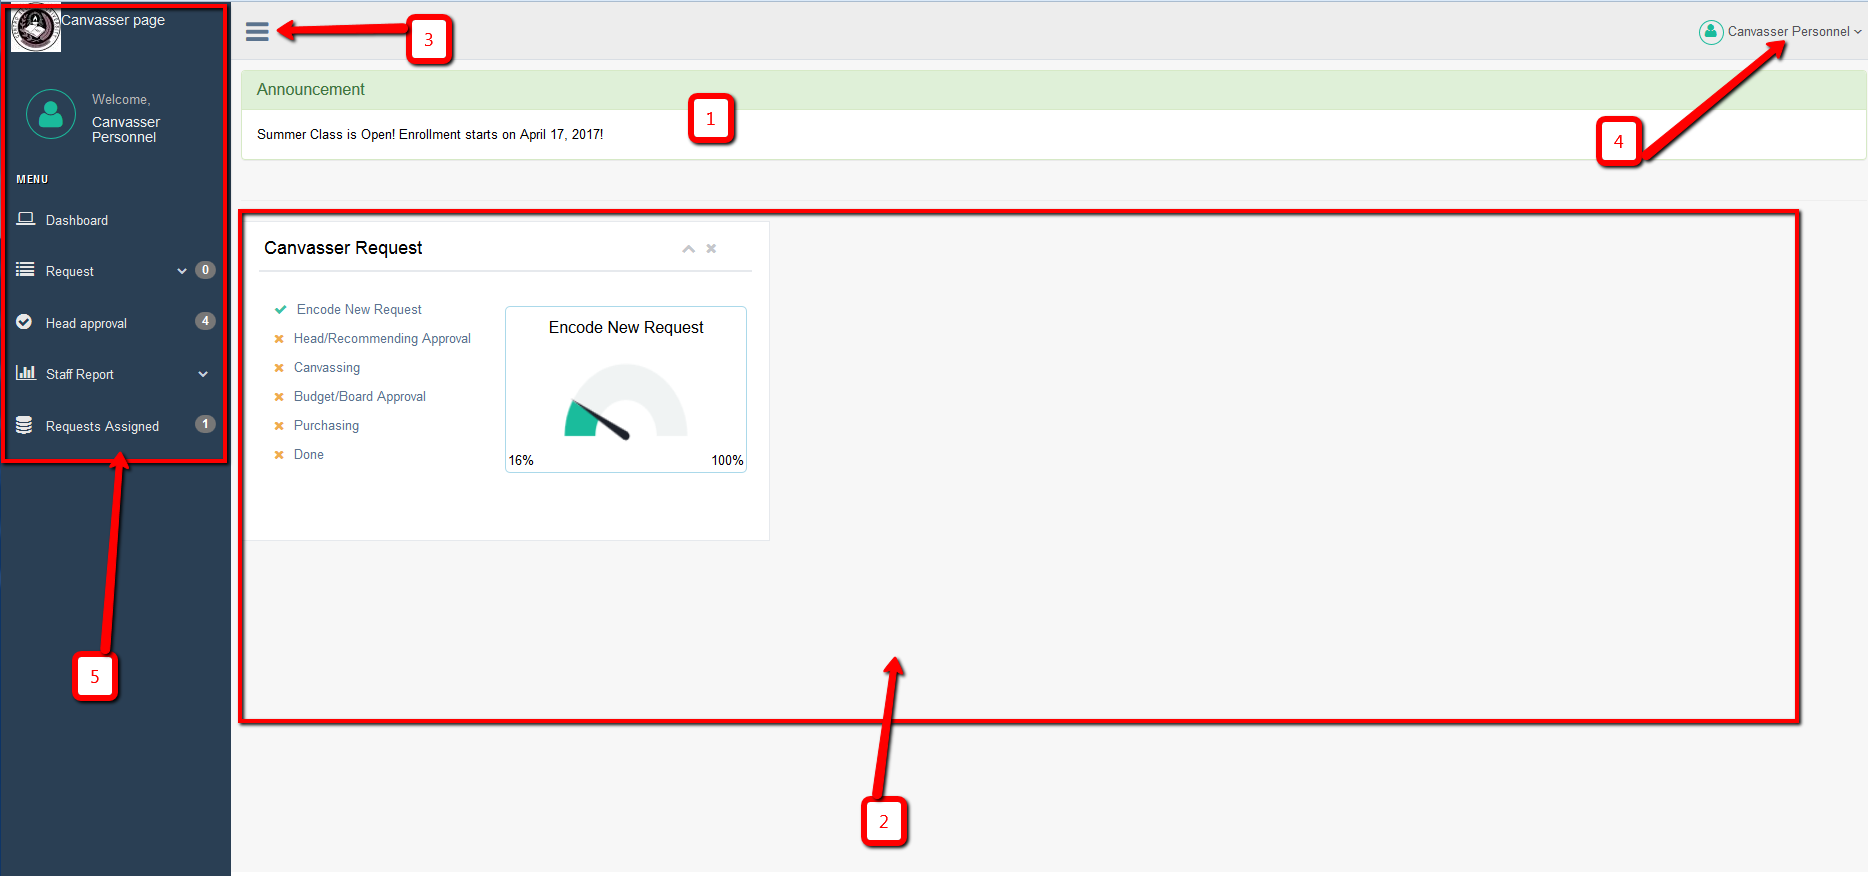 Canvasser page
Welcome,
Canvasser
Personnel
MENU
Dashboard
Request 0
Head approval 4
Staff Report
Requests Assigned 1
5
3
Canvasser Personnel
4
Announcement
1
Summer Class is Open! Enrollment starts on April 17, 2017!
Canvasser Request
Encode New Request
Head/Recommending Approval
Canvassing
Budget/Board Approval
Purchasing
Done
Encode New Request
16% 100%
2